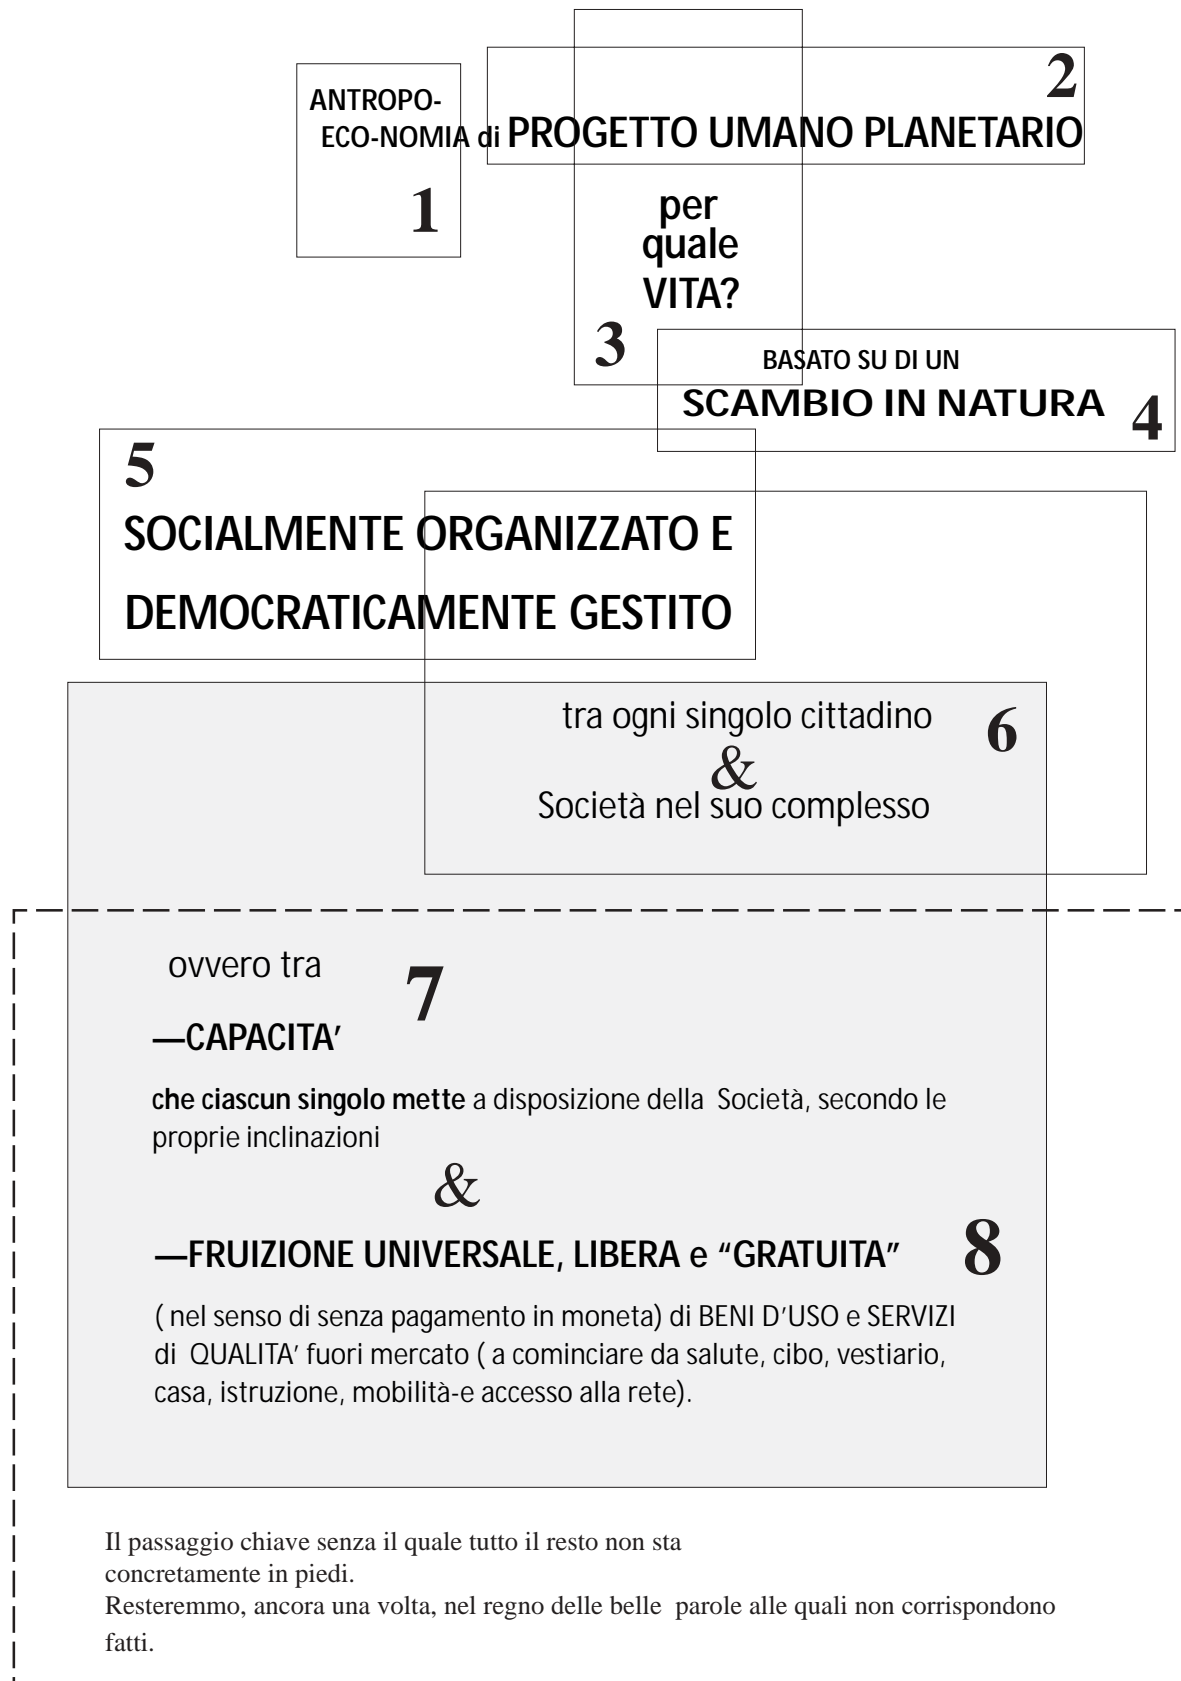 2
ANTROPO-
ECO-NOMIA di PROGETTO UMANO PLANETARIO
1
per
quale
VITA?
3
BASATO SU DI UN
SCAMBIO IN NATURA 4
5
SOCIALMENTE ORGANIZZATO E
DEMOCRATICAMENTE GESTITO
tra ogni singolo cittadino 6
&
Società nel suo complesso
ovvero tra 7
—CAPACITA’
che ciascun singolo mette a disposizione della Società, secondo le
proprie inclinazioni
&
—FRUIZIONE UNIVERSALE, LIBERA e “GRATUITA” 8
( nel senso di senza pagamento in moneta) di BENI D’USO e SERVIZI
di QUALITA’ fuori mercato ( a cominciare da salute, cibo, vestiario,
casa, istruzione, mobilità-e accesso alla rete).
Il passaggio chiave senza il quale tutto il resto non sta
concretamente in piedi.
Resteremmo, ancora una volta, nel regno delle belle parole alle quali non corrispondono
fatti.